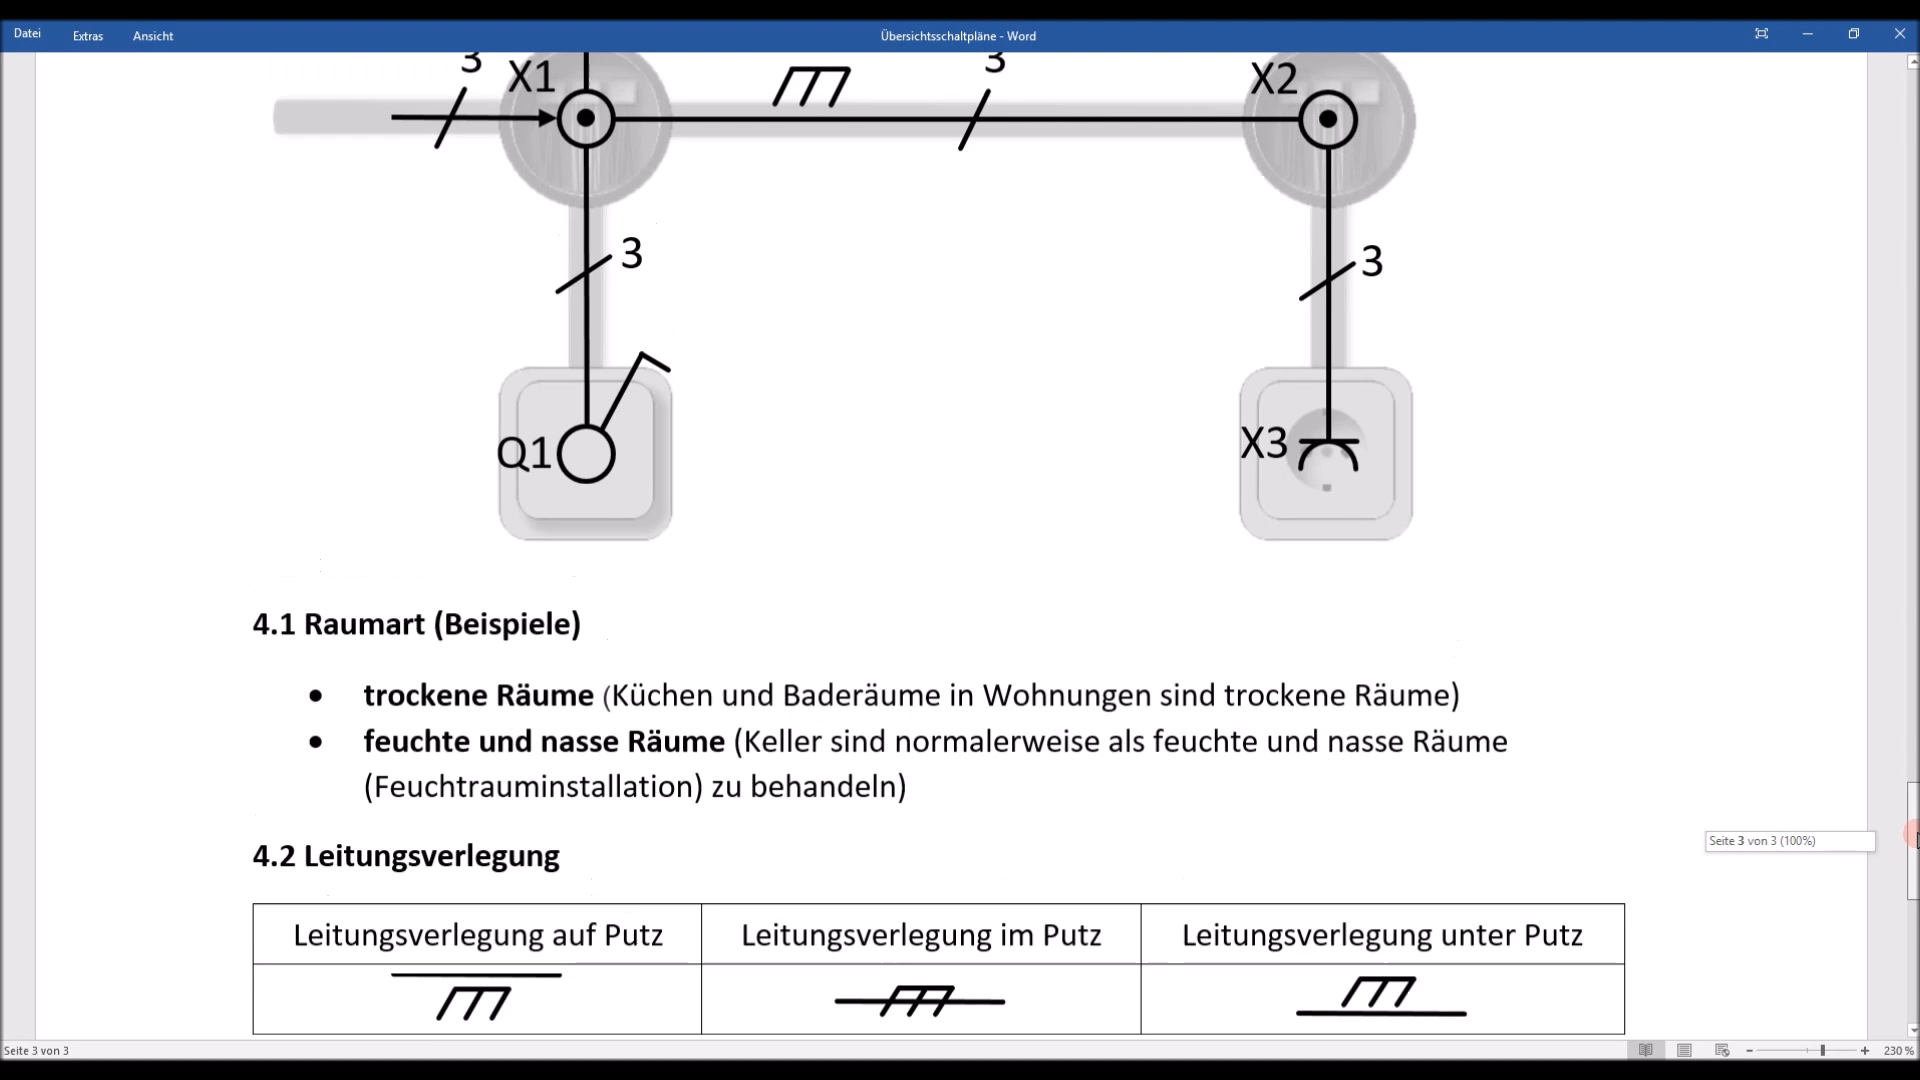 Datei Extras Ansicht Übersichtsschaltpläne - Word
3 X1 3 X2
3 3
Q1 X3
4.1 Raumart (Beispiele)
• trockene Räume (Küchen und Baderäume in Wohnungen sind trockene Räume)
• feuchte und nasse Räume (Keller sind normalerweise als feuchte und nasse Räume
(Feuchtrauminstallation) zu behandeln)
Seite 3 von 3 (100%)
4.2 Leitungsverlegung
Leitungsverlegung auf Putz Leitungsverlegung im Putz Leitungsverlegung unter Putz
Seite 3 von 3 230 %